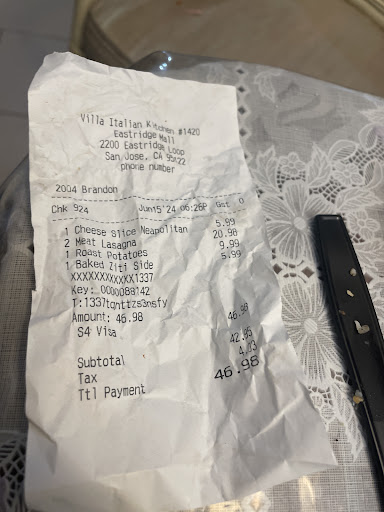 Villa Italian Kitchen #1420
Eastridge Mall
2200 Eastridge Loop
San Jose, CA 95122
phone number
2004 Brandon
Chk 924 Jun15'24 06:26P Gst 0
1 Cheese Slice Neapolitan 5.99
2 Meat Lasagna 20.98
1 Roast Potatoes 9.99
1 Baked Ziti Side 5.99
XXXXXXXXXXXX1337
Key: 0000088142
T:1337tqnttzs3nsfy
Amount: 46.98
S4 Visa 46.98
Subtotal 42.95
Tax 4.03
Ttl Payment 46.98